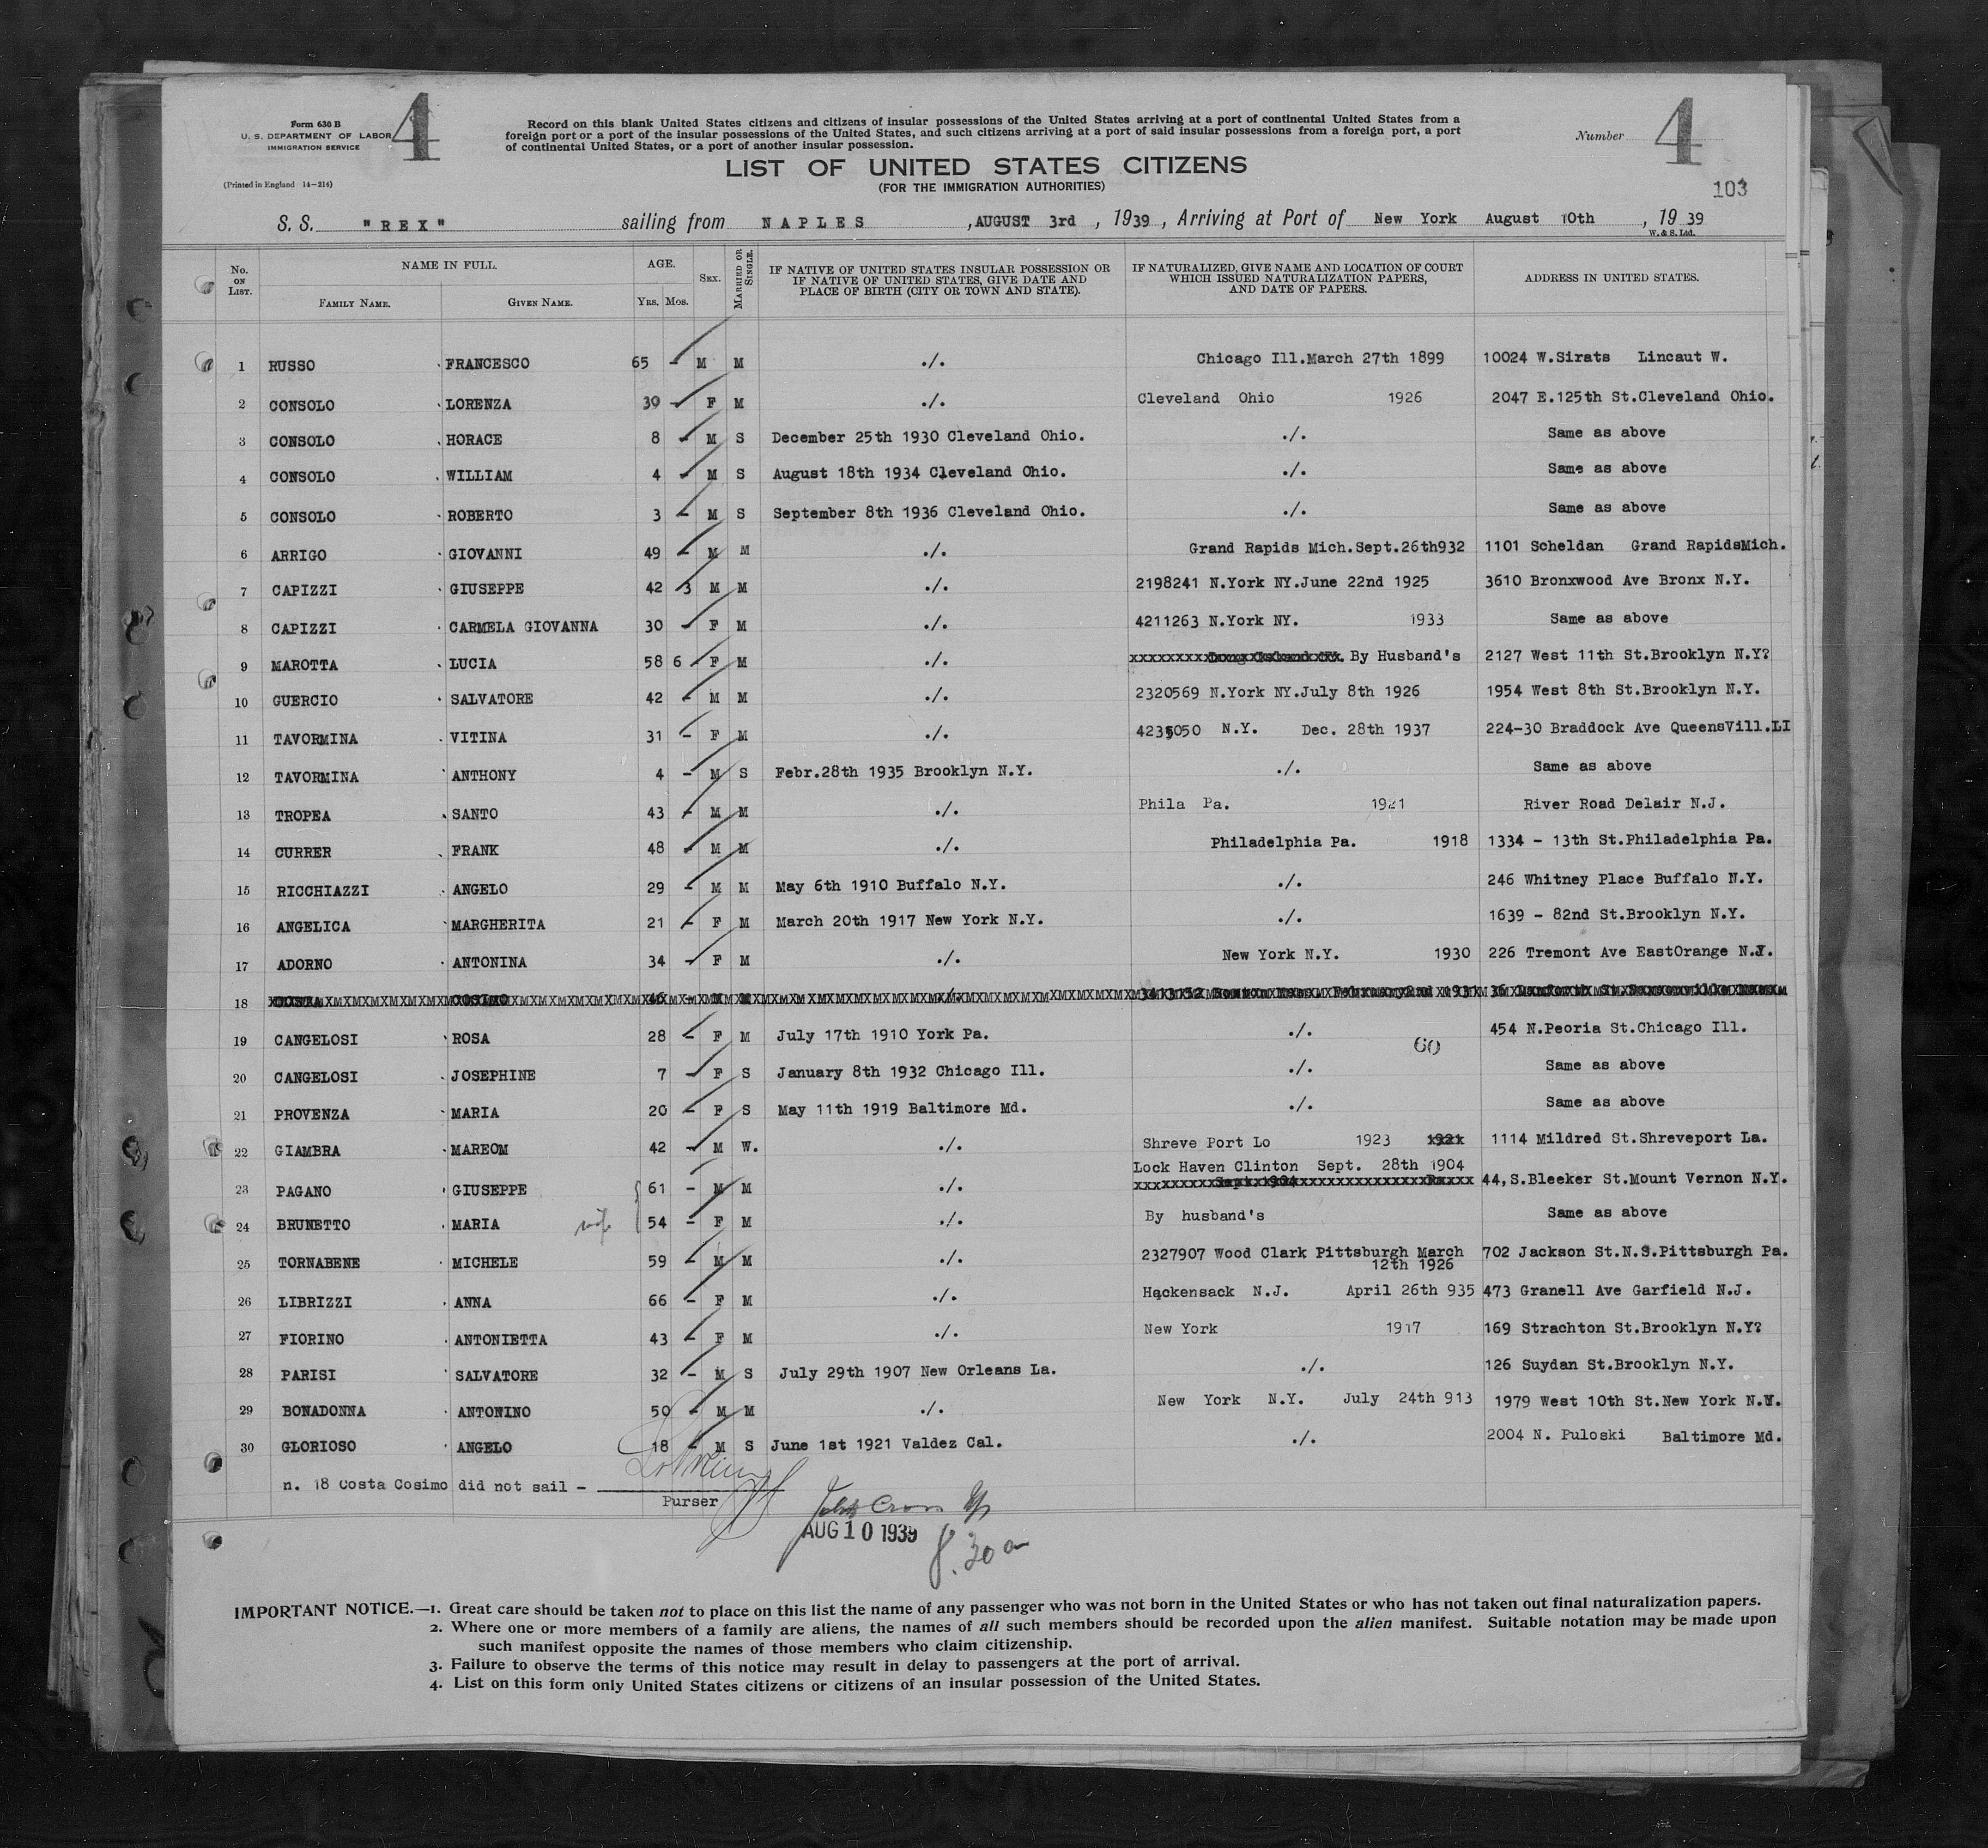 Form 630 B
U. S. DEPARTMENT OF LABOR
IMMIGRATION SERVICE
(Printed in England 14-214)
4
Record on this blank United States citizens and citizens of insular possessions of the United States arriving at a port of continental United States from a
foreign port or a port of the insular possessions of the United States, and such citizens arriving at a port of said insular possessions from a foreign port, a port
of continental United States, or a port of another insular possession.
Number 4
LIST OF UNITED STATES CITIZENS
(FOR THE IMMIGRATION AUTHORITIES)
103
S. S. "REX" sailing from NAPLES , AUGUST 3rd , 1939 , Arriving at Port of New York August 10th , 19 39
W. & S. Ltd.
No. ON LIST. NAME IN FULL. FAMILY NAME. GIVEN NAME. AGE. YRS. MOS. SEX. MARRIED OR SINGLE. IF NATIVE OF UNITED STATES INSULAR POSSESSION OR IF NATIVE OF UNITED STATES, GIVE DATE AND PLACE OF BIRTH (CITY OR TOWN AND STATE). IF NATURALIZED, GIVE NAME AND LOCATION OF COURT WHICH ISSUED NATURALIZATION PAPERS, AND DATE OF PAPERS. ADDRESS IN UNITED STATES.
1 RUSSO FRANCESCO 65 - M M ./. Chicago Ill.March 27th 1899 10024 W.Sirats Lincaut W.
2 CONSOLO LORENZA 39 - F M ./. Cleveland Ohio 1926 2047 E.125th St.Cleveland Ohio.
3 CONSOLO HORACE 8 - M S December 25th 1930 Cleveland Ohio. ./. Same as above
4 CONSOLO WILLIAM 4 - M S August 18th 1934 Cleveland Ohio. ./. Same as above
5 CONSOLO ROBERTO 3 - M S September 8th 1936 Cleveland Ohio. ./. Same as above
6 ARRIGO GIOVANNI 49 - M M ./. Grand Rapids Mich.Sept.26th932 1101 Scheldan Grand RapidsMich.
7 CAPIZZI GIUSEPPE 42 3 M M ./. 2198241 N.York NY.June 22nd 1925 3610 Bronxwood Ave Bronx N.Y.
8 CAPIZZI CARMELA GIOVANNA 30 - F M ./. 4211263 N.York NY. 1933 Same as above
9 MAROTTA LUCIA 58 6 - F M ./. By Husband's 2127 West 11th St.Brooklyn N.Y?
10 GUERCIO SALVATORE 42 - M M ./. 2320569 N.York NY.July 8th 1926 1954 West 8th St.Brooklyn N.Y.
11 TAVORMINA VITINA 31 - F M ./. 4235050 N.Y. Dec. 28th 1937 224-30 Braddock Ave QueensVill.LI
12 TAVORMINA ANTHONY 4 - M S Febr.28th 1935 Brooklyn N.Y. ./. Same as above
13 TROPEA SANTO 43 - M M ./. Phila Pa. 1921 River Road Delair N.J.
14 CURRER FRANK 48 - M M ./. Philadelphia Pa. 1918 1334 - 13th St.Philadelphia Pa.
15 RICCHIAZZI ANGELO 29 - M M May 6th 1910 Buffalo N.Y. ./. 246 Whitney Place Buffalo N.Y.
16 ANGELICA MARGHERITA 21 - F M March 20th 1917 New York N.Y. ./. 1639 - 82nd St.Brooklyn N.Y.
17 ADORNO ANTONINA 34 - F M ./. New York N.Y. 1930 226 Tremont Ave EastOrange N.J.
18 COSTA COSIMO 46 - M M ./.
19 CANGELOSI ROSA 28 - F M July 17th 1910 York Pa. ./. 454 N.Peoria St.Chicago Ill.
60
20 CANGELOSI JOSEPHINE 7 - F S January 8th 1932 Chicago Ill. ./. Same as above
21 PROVENZA MARIA 20 - F S May 11th 1919 Baltimore Md. ./. Same as above
22 GIAMBRA MAREOM 42 - M W. ./. Shreve Port Lo 1923 1114 Mildred St.Shreveport La.
23 PAGANO GIUSEPPE 61 - M M ./. Lock Haven Clinton Sept. 28th 1904 44,S.Bleeker St.Mount Vernon N.Y.
24 BRUNETTO MARIA wife 54 - F M ./. By husband's Same as above
25 TORNABENE MICHELE 59 - M M ./. 2327907 Wood Clark Pittsburgh March 12th 1926 702 Jackson St.N.S.Pittsburgh Pa.
26 LIBRIZZI ANNA 66 - F M ./. Hackensack N.J. April 26th 935 473 Granell Ave Garfield N.J.
27 FIORINO ANTONIETTA 43 - F M ./. New York 1917 169 Strachton St.Brooklyn N.Y?
28 PARISI SALVATORE 32 - M S July 29th 1907 New Orleans La. ./. 126 Suydan St.Brooklyn N.Y.
29 BONADONNA ANTONINO 50 - M M ./. New York N.Y. July 24th 913 1979 West 10th St.New York N.Y.
30 GLORIOSO ANGELO 18 - M S June 1st 1921 Valdez Cal. ./. 2004 N. Puloski Baltimore Md.
n. 18 Costa Cosimo did not sail -
Purser
AUG 10 1939
8.30 a
IMPORTANT NOTICE.—1. Great care should be taken not to place on this list the name of any passenger who was not born in the United States or who has not taken out final naturalization papers.
2. Where one or more members of a family are aliens, the names of all such members should be recorded upon the alien manifest. Suitable notation may be made upon
such manifest opposite the names of those members who claim citizenship.
3. Failure to observe the terms of this notice may result in delay to passengers at the port of arrival.
4. List on this form only United States citizens or citizens of an insular possession of the United States.